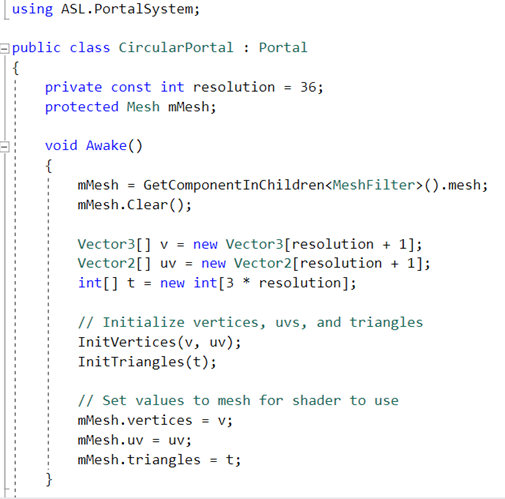 using ASL.PortalSystem;
public class CircularPortal : Portal
{
private const int resolution = 36;
protected Mesh mMesh;
void Awake()
{
mMesh = GetComponentInChildren<MeshFilter>().mesh;
mMesh.Clear();
Vector3[] v = new Vector3[resolution + 1];
Vector2[] uv = new Vector2[resolution + 1];
int[] t = new int[3 * resolution];
// Initialize vertices, uvs, and triangles
InitVertices(v, uv);
InitTriangles(t);
// Set values to mesh for shader to use
mMesh.vertices = v;
mMesh.uv = uv;
mMesh.triangles = t;
}